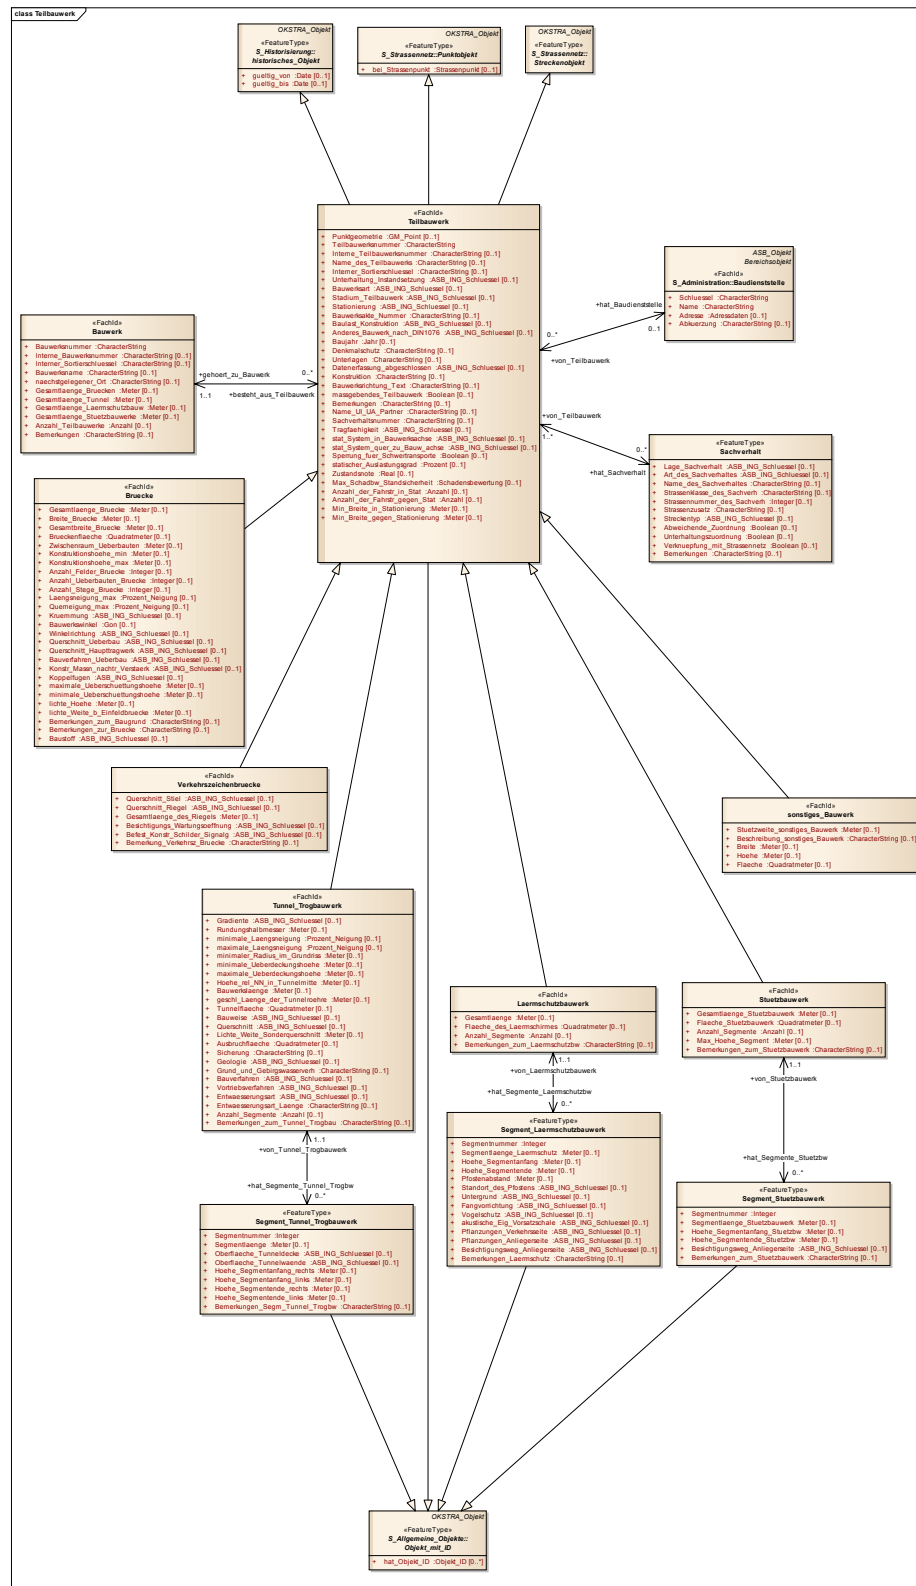 class Teilbauwerk
OKSTRA_Objekt
«FeatureType»
S_Historisierung::
historisches_Objekt
+ gueltig_von :Date [0..1]
+ gueltig_bis :Date [0..1]
OKSTRA_Objekt
«FeatureType»
S_Strassennetz::Punktobjekt
+ bei_Strassenpunkt :Strassenpunkt [0..1]
OKSTRA_Objekt
«FeatureType»
S_Strassennetz::
Streckenobjekt
«FachId»
Teilbauwerk
+ Punktgeometrie :GM_Point [0..1]
+ Teilbauwerksnummer :CharacterString
+ Interne_Teilbauwerksnummer :CharacterString [0..1]
+ Name_des_Teilbauwerks :CharacterString [0..1]
+ Interner_Sortierschluessel :CharacterString [0..1]
+ Unterhaltung_Instandsetzung :ASB_ING_Schluessel [0..1]
+ Bauwerksart :ASB_ING_Schluessel [0..1]
+ Stadium_Teilbauwerk :ASB_ING_Schluessel [0..1]
+ Stationierung :ASB_ING_Schluessel [0..1]
+ Bauwerksakte_Nummer :CharacterString [0..1]
+ Baulast_Konstruktion :ASB_ING_Schluessel [0..1]
+ Anderes_Bauwerk_nach_DIN1076 :ASB_ING_Schluessel [0..1]
+ Baujahr :Jahr [0..1]
+ Denkmalschutz :CharacterString [0..1]
+ Unterlagen :CharacterString [0..1]
+ Datenerfassung_abgeschlossen :ASB_ING_Schluessel [0..1]
+ Konstruktion :CharacterString [0..1]
+ Bauwerksrichtung_Text :CharacterString [0..1]
+ massgebendes_Teilbauwerk :Boolean [0..1]
+ Bemerkungen :CharacterString [0..1]
+ Name_UI_UA_Partner :CharacterString [0..1]
+ Sachverhaltsnummer :CharacterString [0..1]
+ Tragfaehigkeit :ASB_ING_Schluessel [0..1]
+ stat_System_in_Bauwerksachse :ASB_ING_Schluessel [0..1]
+ stat_System_quer_zu_Bauw_achse :ASB_ING_Schluessel [0..1]
+ Sperrung_fuer_Schwertransporte :Boolean [0..1]
+ statischer_Auslastungsgrad :Prozent [0..1]
+ Zustandsnote :Real [0..1]
+ Max_Schadbw_Standsicherheit :Schadensbewertung [0..1]
+ Anzahl_der_Fahrstr_in_Stat :Anzahl [0..1]
+ Anzahl_der_Fahrstr_gegen_Stat :Anzahl [0..1]
+ Min_Breite_in_Stationierung :Meter [0..1]
+ Min_Breite_gegen_Stationierung :Meter [0..1]
ASB_Objekt
Bereichsobjekt
«FachId»
S_Administration::Baudienststelle
+ Schluessel :CharacterString
+ Name :CharacterString
+ Adresse :Adressdaten [0..1]
+ Abkuerzung :CharacterString [0..1]
+hat_Baudienststelle
0..1
0..*
+von_Teilbauwerk
«FachId»
Bauwerk
+ Bauwerksnummer :CharacterString
+ Interne_Bauwerksnummer :CharacterString [0..1]
+ Interner_Sortierschluessel :CharacterString [0..1]
+ Bauwerksname :CharacterString [0..1]
+ naechstgelegener_Ort :CharacterString [0..1]
+ Gesamtlaenge_Bruecken :Meter [0..1]
+ Gesamtlaenge_Tunnel :Meter [0..1]
+ Gesamtlaenge_Laermschutzbauw :Meter [0..1]
+ Gesamtlaenge_Stuetzbauwerke :Meter [0..1]
+ Anzahl_Teilbauwerke :Anzahl [0..1]
+ Bemerkungen :CharacterString [0..1]
+gehoert_zu_Bauwerk
0..*
1..1
+besteht_aus_Teilbauwerk
+von_Teilbauwerk
1..*
0..*
+hat_Sachverhalt
«FeatureType»
Sachverhalt
+ Lage_Sachverhalt :ASB_ING_Schluessel [0..1]
+ Art_des_Sachverhaltes :ASB_ING_Schluessel [0..1]
+ Name_des_Sachverhaltes :CharacterString [0..1]
+ Strassenklasse_des_Sachverh :CharacterString [0..1]
+ Strassennummer_des_Sachverh :Integer [0..1]
+ Strassenzusatz :CharacterString [0..1]
+ Streckentyp :ASB_ING_Schluessel [0..1]
+ Abweichende_Zuordnung :Boolean [0..1]
+ Unterhaltungszuordnung :Boolean [0..1]
+ Verknuepfung_mit_Strassennetz :Boolean [0..1]
+ Bemerkungen :CharacterString [0..1]
«FachId»
Bruecke
+ Gesamtlaenge_Bruecke :Meter [0..1]
+ Breite_Bruecke :Meter [0..1]
+ Gesamtbreite_Bruecke :Meter [0..1]
+ Brueckenflaeche :Quadratmeter [0..1]
+ Zwischenraum_Ueberbauten :Meter [0..1]
+ Konstruktionshoehe_min :Meter [0..1]
+ Konstruktionshoehe_max :Meter [0..1]
+ Anzahl_Felder_Bruecke :Integer [0..1]
+ Anzahl_Ueberbauten_Bruecke :Integer [0..1]
+ Anzahl_Stege_Bruecke :Integer [0..1]
+ Laengsneigung_max :Prozent_Neigung [0..1]
+ Querneigung_max :Prozent_Neigung [0..1]
+ Kruemmung :ASB_ING_Schluessel [0..1]
+ Bauwerkswinkel :Gon [0..1]
+ Winkelrichtung :ASB_ING_Schluessel [0..1]
+ Querschnitt_Ueberbau :ASB_ING_Schluessel [0..1]
+ Querschnitt_Haupttragwerk :ASB_ING_Schluessel [0..1]
+ Bauverfahren_Ueberbau :ASB_ING_Schluessel [0..1]
+ Konstr_Massn_nachtr_Verstaerk :ASB_ING_Schluessel [0..1]
+ Koppelfugen :ASB_ING_Schluessel [0..1]
+ maximale_Ueberschuettungshoehe :Meter [0..1]
+ minimale_Ueberschuettungshoehe :Meter [0..1]
+ lichte_Hoehe :Meter [0..1]
+ lichte_Weite_b_Einfeldbruecke :Meter [0..1]
+ Bemerkungen_zum_Baugrund :CharacterString [0..1]
+ Bemerkungen_zur_Bruecke :CharacterString [0..1]
+ Baustoff :ASB_ING_Schluessel [0..1]
«FachId»
Verkehrszeichenbruecke
+ Querschnitt_Stiel :ASB_ING_Schluessel [0..1]
+ Querschnitt_Riegel :ASB_ING_Schluessel [0..1]
+ Gesamtlaenge_des_Riegels :Meter [0..1]
+ Besichtigungs_Wartungsoeffnung :ASB_ING_Schluessel [0..1]
+ Befest_Konstr_Schilder_Signalg :ASB_ING_Schluessel [0..1]
+ Bemerkung_Verkehrsz_Bruecke :CharacterString [0..1]
«FachId»
sonstiges_Bauwerk
+ Stuetzweite_sonstiges_Bauwerk :Meter [0..1]
+ Beschreibung_sonstiges_Bauwerk :CharacterString [0..1]
+ Breite :Meter [0..1]
+ Hoehe :Meter [0..1]
+ Flaeche :Quadratmeter [0..1]
«FachId»
Tunnel_Trogbauwerk
+ Gradiente :ASB_ING_Schluessel [0..1]
+ Rundungshalbmesser :Meter [0..1]
+ minimale_Laengsneigung :Prozent_Neigung [0..1]
+ maximale_Laengsneigung :Prozent_Neigung [0..1]
+ minimaler_Radius_im_Grundriss :Meter [0..1]
+ minimale_Ueberdeckungshoehe :Meter [0..1]
+ maximale_Ueberdeckungshoehe :Meter [0..1]
+ Hoehe_rel_NN_in_Tunnelmitte :Meter [0..1]
+ Bauwerkslaenge :Meter [0..1]
+ geschl_Laenge_der_Tunnelroehre :Meter [0..1]
+ Tunnelflaeche :Quadratmeter [0..1]
+ Bauweise :ASB_ING_Schluessel [0..1]
+ Querschnitt :ASB_ING_Schluessel [0..1]
+ Lichte_Weite_Sonderquerschnitt :Meter [0..1]
+ Ausbruchflaeche :Quadratmeter [0..1]
+ Sicherung :CharacterString [0..1]
+ Geologie :ASB_ING_Schluessel [0..1]
+ Grund_und_Gebirgswasserverh :CharacterString [0..1]
+ Bauverfahren :ASB_ING_Schluessel [0..1]
+ Vortriebsverfahren :ASB_ING_Schluessel [0..1]
+ Entwaesserungsart :ASB_ING_Schluessel [0..1]
+ Entwaesserungsart_Laenge :CharacterString [0..1]
+ Anzahl_Segmente :Anzahl [0..1]
+ Bemerkungen_zum_Tunnel_Trogbau :CharacterString [0..1]
«FachId»
Laermschutzbauwerk
+ Gesamtlaenge :Meter [0..1]
+ Flaeche_des_Laermschirmes :Quadratmeter [0..1]
+ Anzahl_Segmente :Anzahl [0..1]
+ Bemerkungen_zum_Laermschutzbw :CharacterString [0..1]
«FachId»
Stuetzbauwerk
+ Gesamtlaenge_Stuetzbauwerk :Meter [0..1]
+ Flaeche_Stuetzbauwerk :Quadratmeter [0..1]
+ Anzahl_Segmente :Anzahl [0..1]
+ Max_Hoehe_Segment :Meter [0..1]
+ Bemerkungen_zum_Stuetzbauwerk :CharacterString [0..1]
1..1
+von_Laermschutzbauwerk
+hat_Segmente_Laermschutzbw
0..*
1..1
+von_Stuetzbauwerk
+hat_Segmente_Stuetzbw
0..*
1..1
+von_Tunnel_Trogbauwerk
+hat_Segmente_Tunnel_Trogbw
0..*
«FeatureType»
Segment_Laermschutzbauwerk
+ Segmentnummer :Integer
+ Segmentlaenge_Laermschutz :Meter [0..1]
+ Hoehe_Segmentanfang :Meter [0..1]
+ Hoehe_Segmentende :Meter [0..1]
+ Pfostenabstand :Meter [0..1]
+ Standort_des_Pfostens :ASB_ING_Schluessel [0..1]
+ Untergrund :ASB_ING_Schluessel [0..1]
+ Fangvorrichtung :ASB_ING_Schluessel [0..1]
+ Vogelschutz :ASB_ING_Schluessel [0..1]
+ akustische_Eig_Vorsatzschale :ASB_ING_Schluessel [0..1]
+ Pflanzungen_Verkehrsseite :ASB_ING_Schluessel [0..1]
+ Pflanzungen_Anliegerseite :ASB_ING_Schluessel [0..1]
+ Besichtigungsweg_Anliegerseite :ASB_ING_Schluessel [0..1]
+ Bemerkungen_Laermschutz :CharacterString [0..1]
«FeatureType»
Segment_Stuetzbauwerk
+ Segmentnummer :Integer
+ Segmentlaenge_Stuetzbauwerk :Meter [0..1]
+ Hoehe_Segmentanfang_Stuetzbw :Meter [0..1]
+ Hoehe_Segmentende_Stuetzbw :Meter [0..1]
+ Besichtigungsweg_Anliegerseite :ASB_ING_Schluessel [0..1]
+ Bemerkungen_zum_Stuetzbauwerk :CharacterString [0..1]
«FeatureType»
Segment_Tunnel_Trogbauwerk
+ Segmentnummer :Integer
+ Segmentlaenge :Meter [0..1]
+ Oberflaeche_Tunneldecke :ASB_ING_Schluessel [0..1]
+ Oberflaeche_Tunnelwaende :ASB_ING_Schluessel [0..1]
+ Hoehe_Segmentanfang_rechts :Meter [0..1]
+ Hoehe_Segmentanfang_links :Meter [0..1]
+ Hoehe_Segmentende_rechts :Meter [0..1]
+ Hoehe_Segmentende_links :Meter [0..1]
+ Bemerkungen_Segm_Tunnel_Trogbw :CharacterString [0..1]
OKSTRA_Objekt
«FeatureType»
S_Allgemeine_Objekte::
Objekt_mit_ID
+ hat_Objekt_ID :Objekt_ID [0..*]